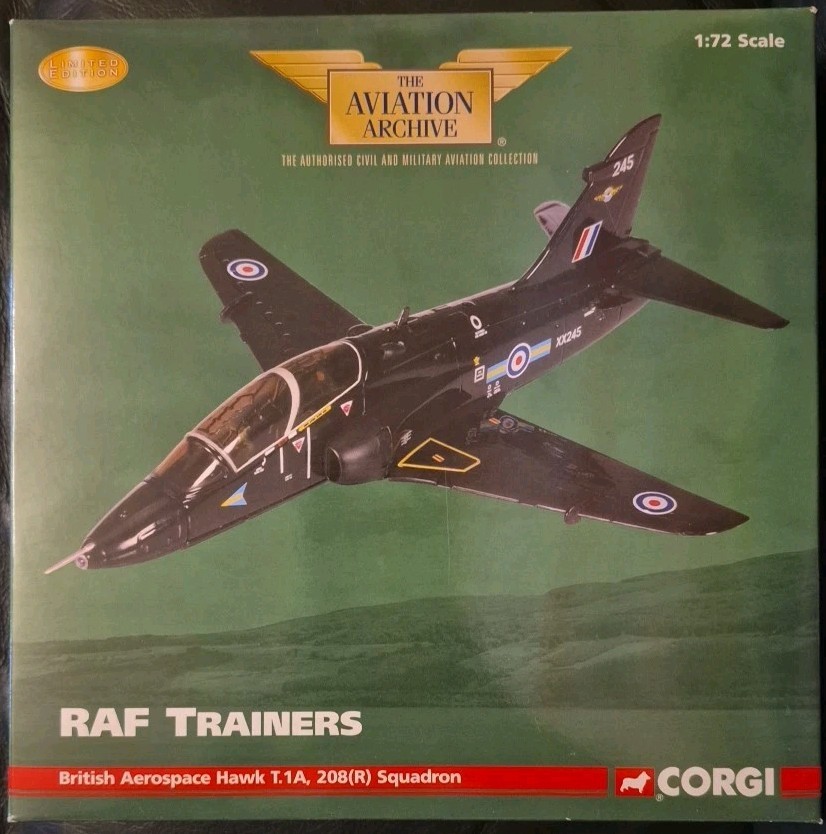 LIMITED
EDITION
1:72 Scale
THE
AVIATION
ARCHIVE
®
THE AUTHORISED CIVIL AND MILITARY AVIATION COLLECTION
245
XX245
RAF TRAINERS
British Aerospace Hawk T.1A, 208(R) Squadron
® CORGI